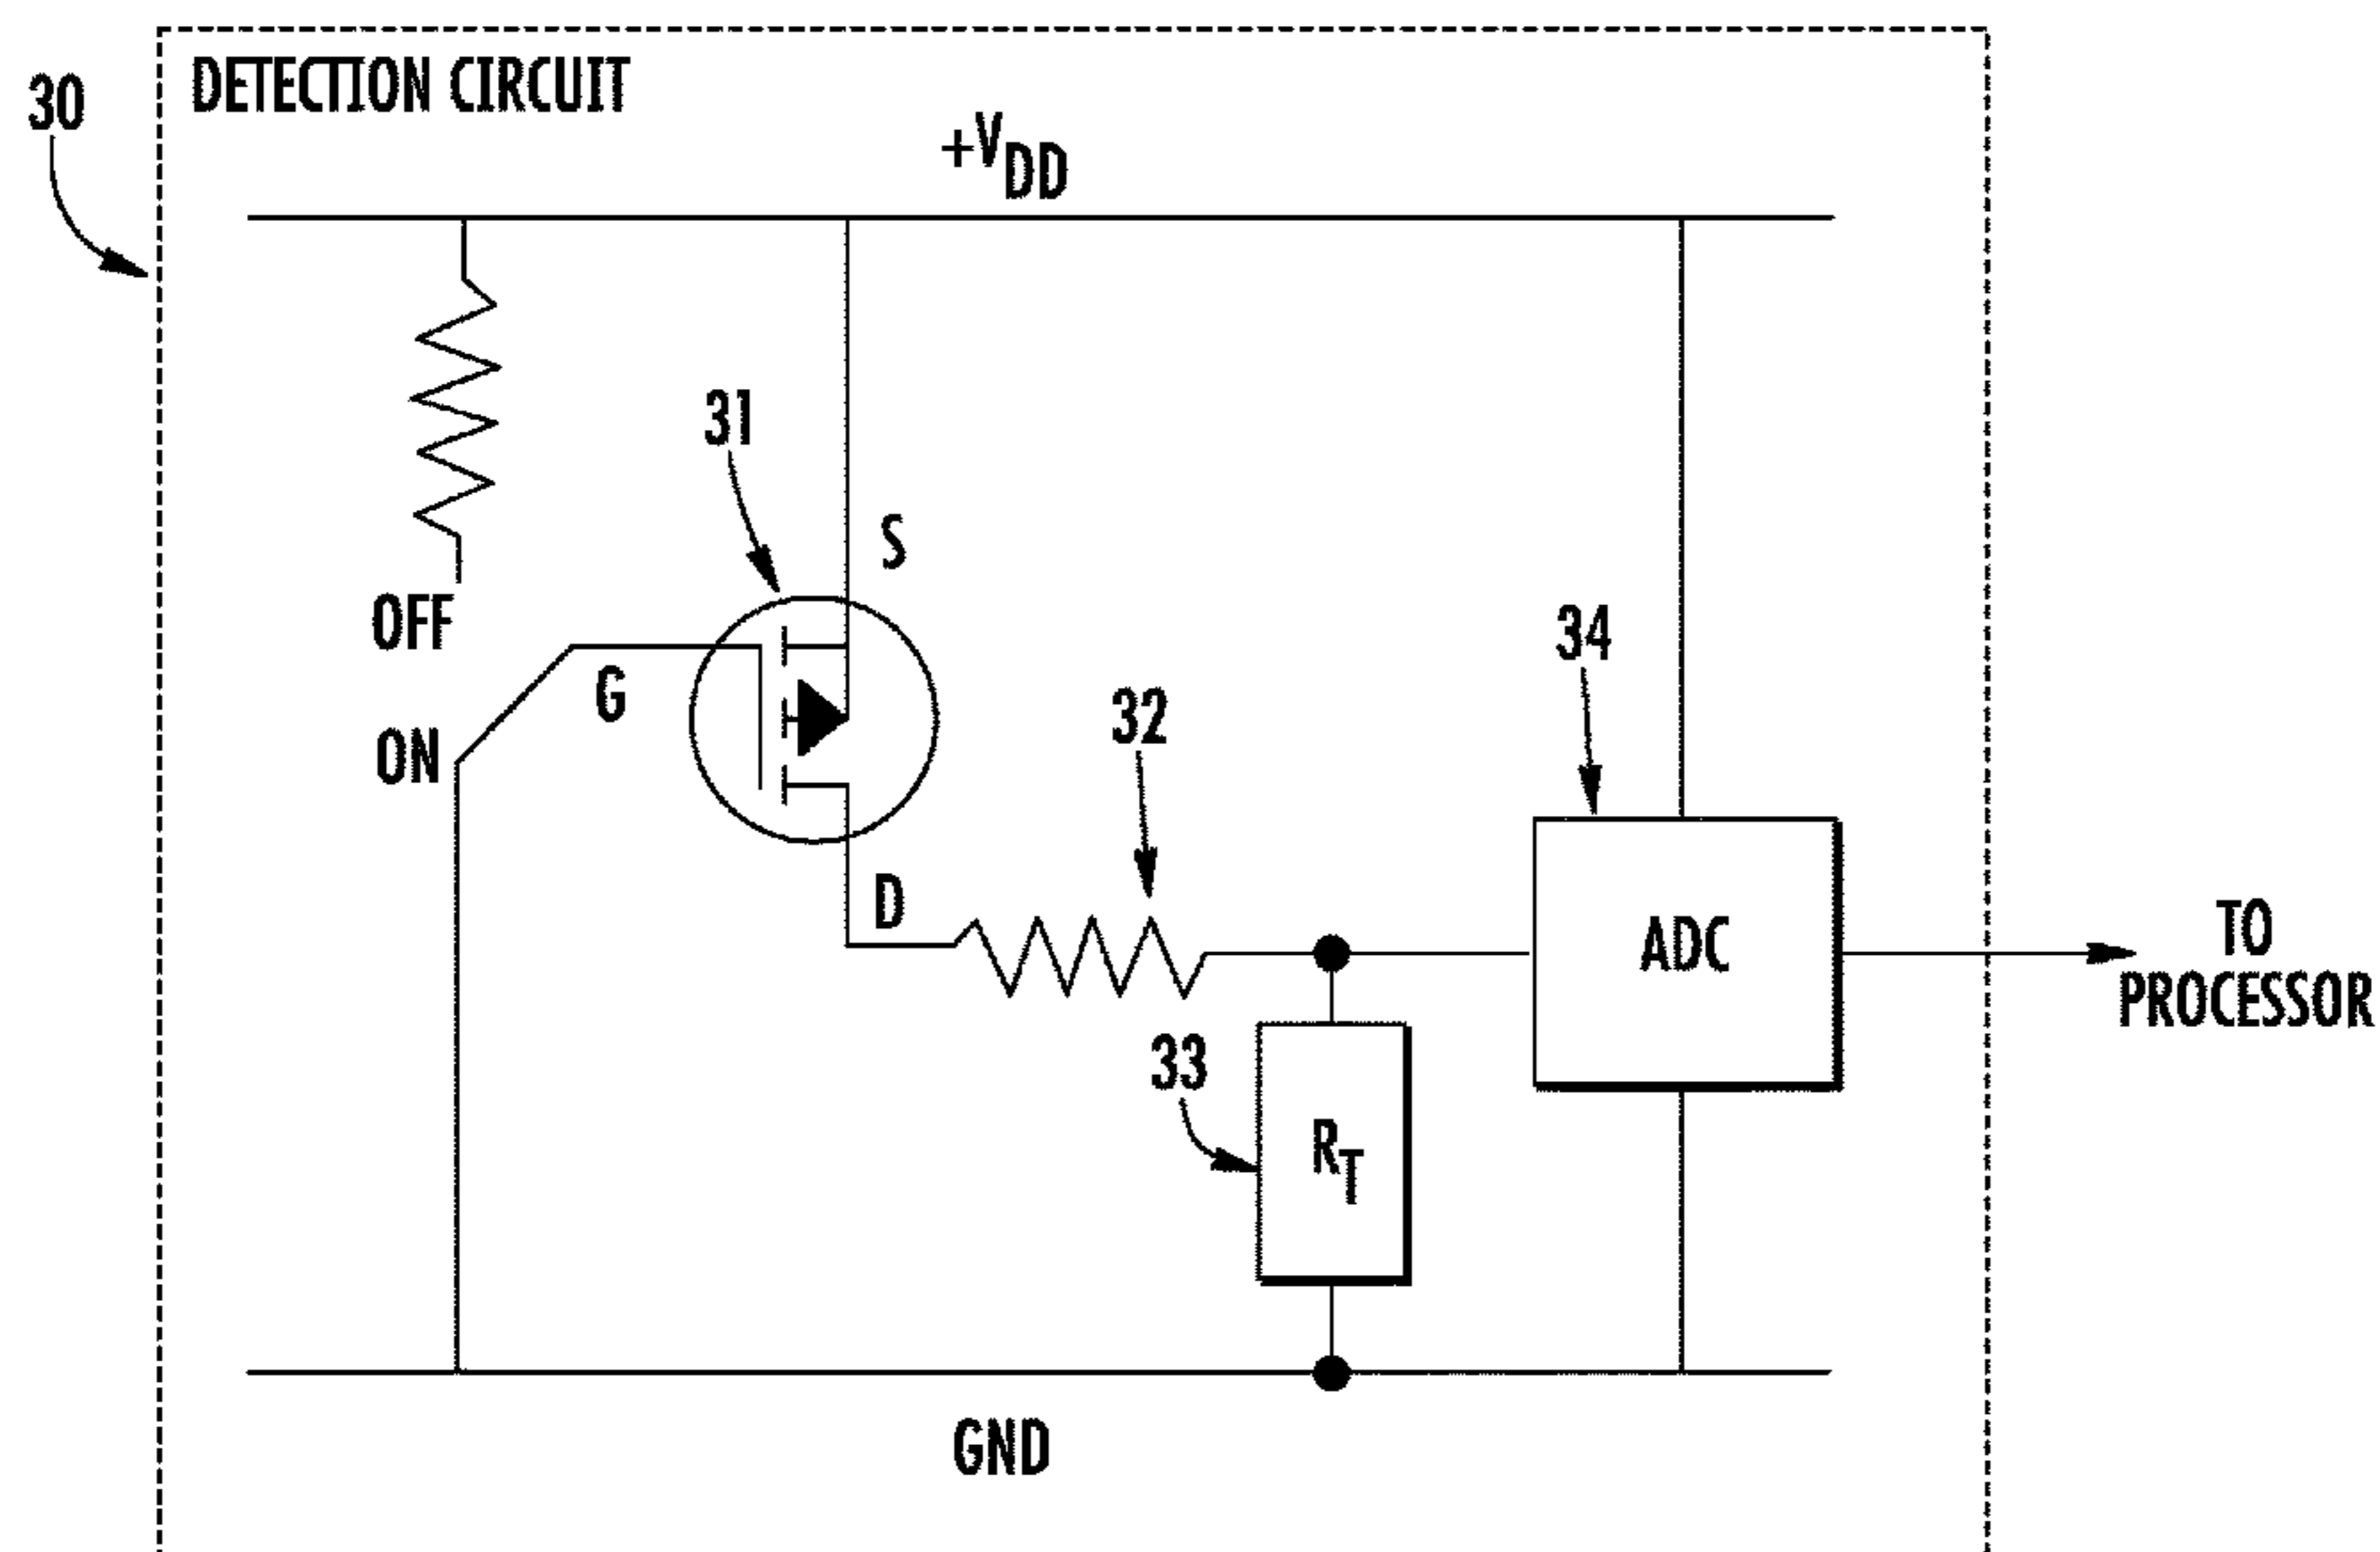 DETECTION CIRCUIT
30
+VDD
31
S
OFF
G
34
ON
32
D
ADC
TO
PROCESSOR
33
RT
GND